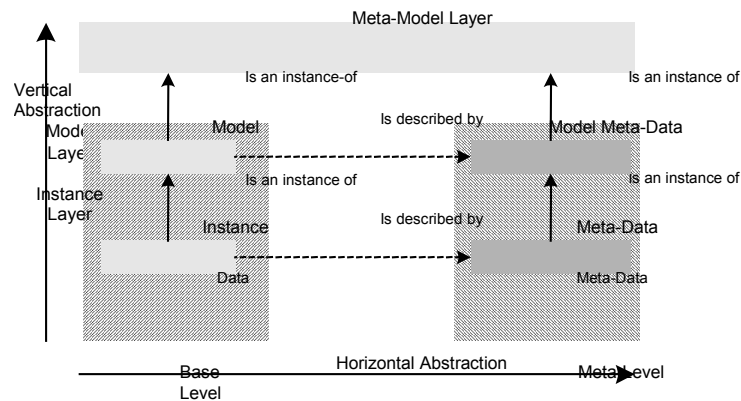 Meta-Model Layer
Is an instance-of
Is an instance of
Vertical
Abstraction
Model
Layer
Is described by
Model
Model Meta-Data
Is an instance of
Is an instance of
Instance
Layer
Is described by
Instance
Meta-Data
Data
Meta-Data
Horizontal Abstraction
Base
Level
Meta Level